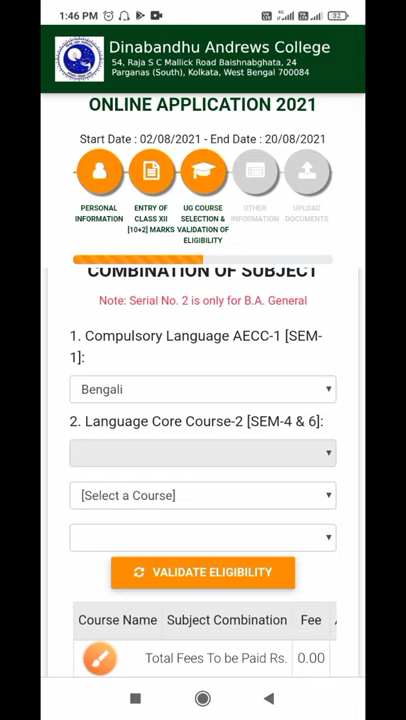 1:46 PM
4G
32
Dinabandhu Andrews College
54, Raja S C Mallick Road Baishnabghata, 24
Parganas (South), Kolkata, West Bengal 700084
ONLINE APPLICATION 2021
Start Date : 02/08/2021 - End Date : 20/08/2021
PERSONAL INFORMATION
ENTRY OF CLASS XII [10+2] MARKS
UG COURSE SELECTION & VALIDATION OF ELIGIBILITY
OTHER INFORMATION
UPLOAD DOCUMENTS
COMBINATION OF SUBJECT
Note: Serial No. 2 is only for B.A. General
1. Compulsory Language AECC-1 [SEM-
1]:
Bengali
2. Language Core Course-2 [SEM-4 & 6]:
[Select a Course]
VALIDATE ELIGIBILITY
Course Name Subject Combination Fee
Total Fees To be Paid Rs. 0.00